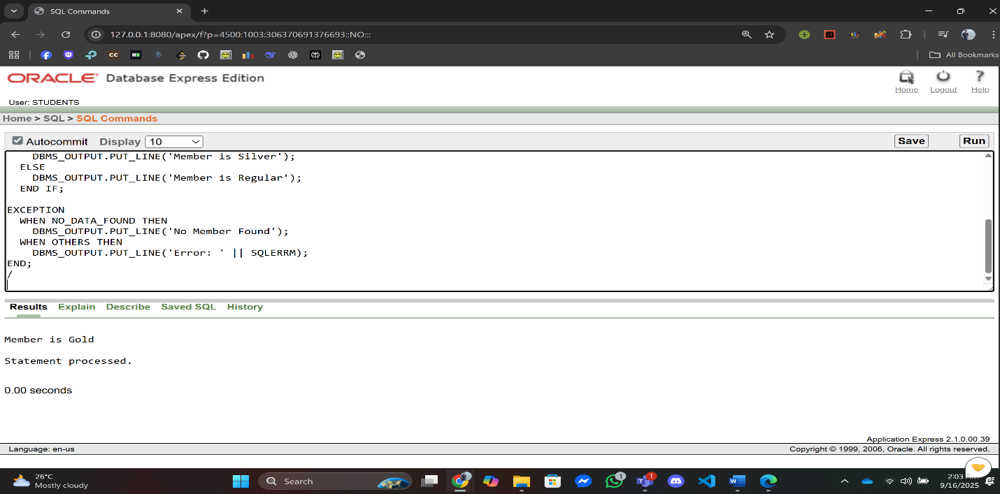 SQL Commands
127.0.0.1:8080/apex/f?p=4500:1003:306370691376693::NO:::
CC
All Bookmarks
ORACLE Database Express Edition
Home Logout Help
User: STUDENTS
Home > SQL > SQL Commands
Autocommit Display 10 Save Run
DBMS_OUTPUT.PUT_LINE('Member is Silver');
ELSE
DBMS_OUTPUT.PUT_LINE('Member is Regular');
END IF;
EXCEPTION
WHEN NO_DATA_FOUND THEN
DBMS_OUTPUT.PUT_LINE('No Member Found');
WHEN OTHERS THEN
DBMS_OUTPUT.PUT_LINE('Error: ' || SQLERRM);
END;
/
Results Explain Describe Saved SQL History
Member is Gold
Statement processed.
0.00 seconds
Application Express 2.1.0.00.39
Language: en-us Copyright © 1999, 2006, Oracle. All rights reserved.
26°C
Mostly cloudy
Search
1
1
2:03
9/16/2025